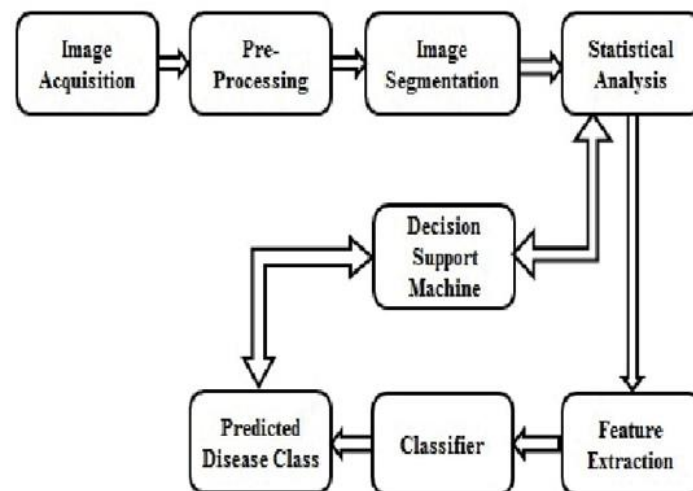 Image
Acquisition
Pre-
Processing
Image
Segmentation
Statistical
Analysis
Decision
Support
Machine
Predicted
Disease Class
Classifier
Feature
Extraction